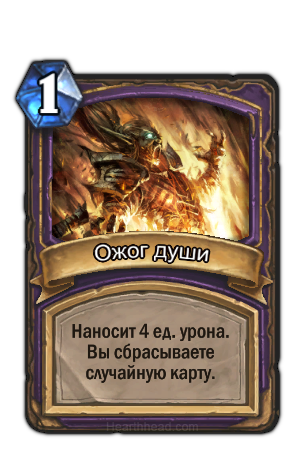 1
Ожог души
Наносит 4 ед. урона.
Вы сбрасываете
случайную карту.
Hearthhead.com